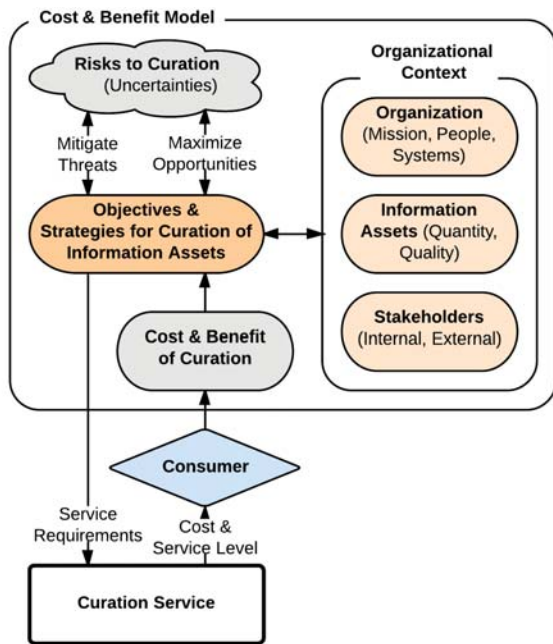 Cost & Benefit Model
Risks to Curation
(Uncertainties)
Mitigate
Threats
Maximize
Opportunities
Objectives &
Strategies for Curation of
Information Assets
Cost & Benefit
of Curation
Organizational
Context
Organization
(Mission, People,
Systems)
Information
Assets (Quantity,
Quality)
Stakeholders
(Internal, External)
Consumer
Service
Requirements
Cost &
Service Level
Curation Service